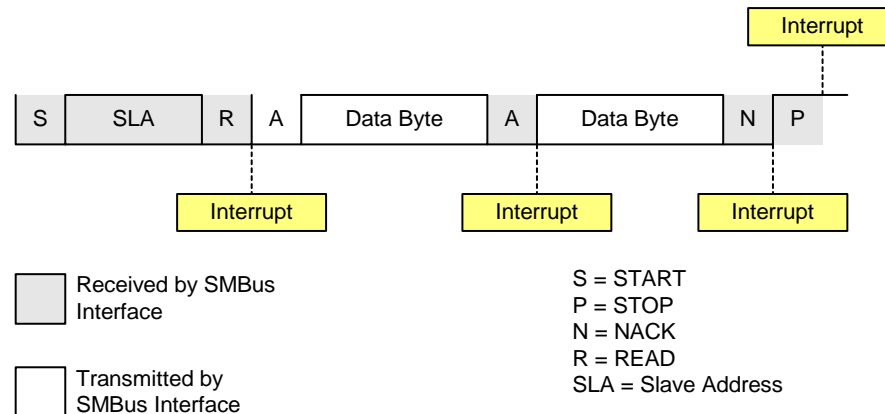 Interrupt
S SLA R A Data Byte A Data Byte N P
Interrupt Interrupt Interrupt
Received by SMBus
Interface
Transmitted by
SMBus Interface
S = START
P = STOP
N = NACK
R = READ
SLA = Slave Address